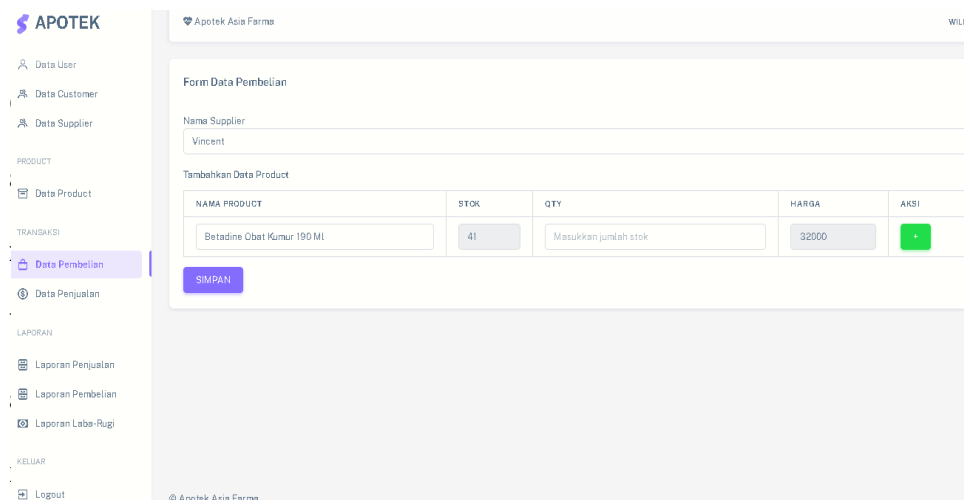 APOTEK
Data User
Data Customer
Data Supplier
PRODUCT
Data Product
TRANSAKSI
Data Pembelian
Data Penjualan
LAPORAN
Laporan Penjualan
Laporan Pembelian
Laporan Laba-Rugi
KELUAR
Logout
Apotek Asia Farma
Form Data Pembelian
Nama Supplier
Vincent
Tambahkan Data Product
NAMA PRODUCT STOK QTY HARGA AKSI
Betadine Obat Kumur 190 Ml 41 Masukkan jumlah stok 32000 +
SIMPAN
© Apotek Asia Farma